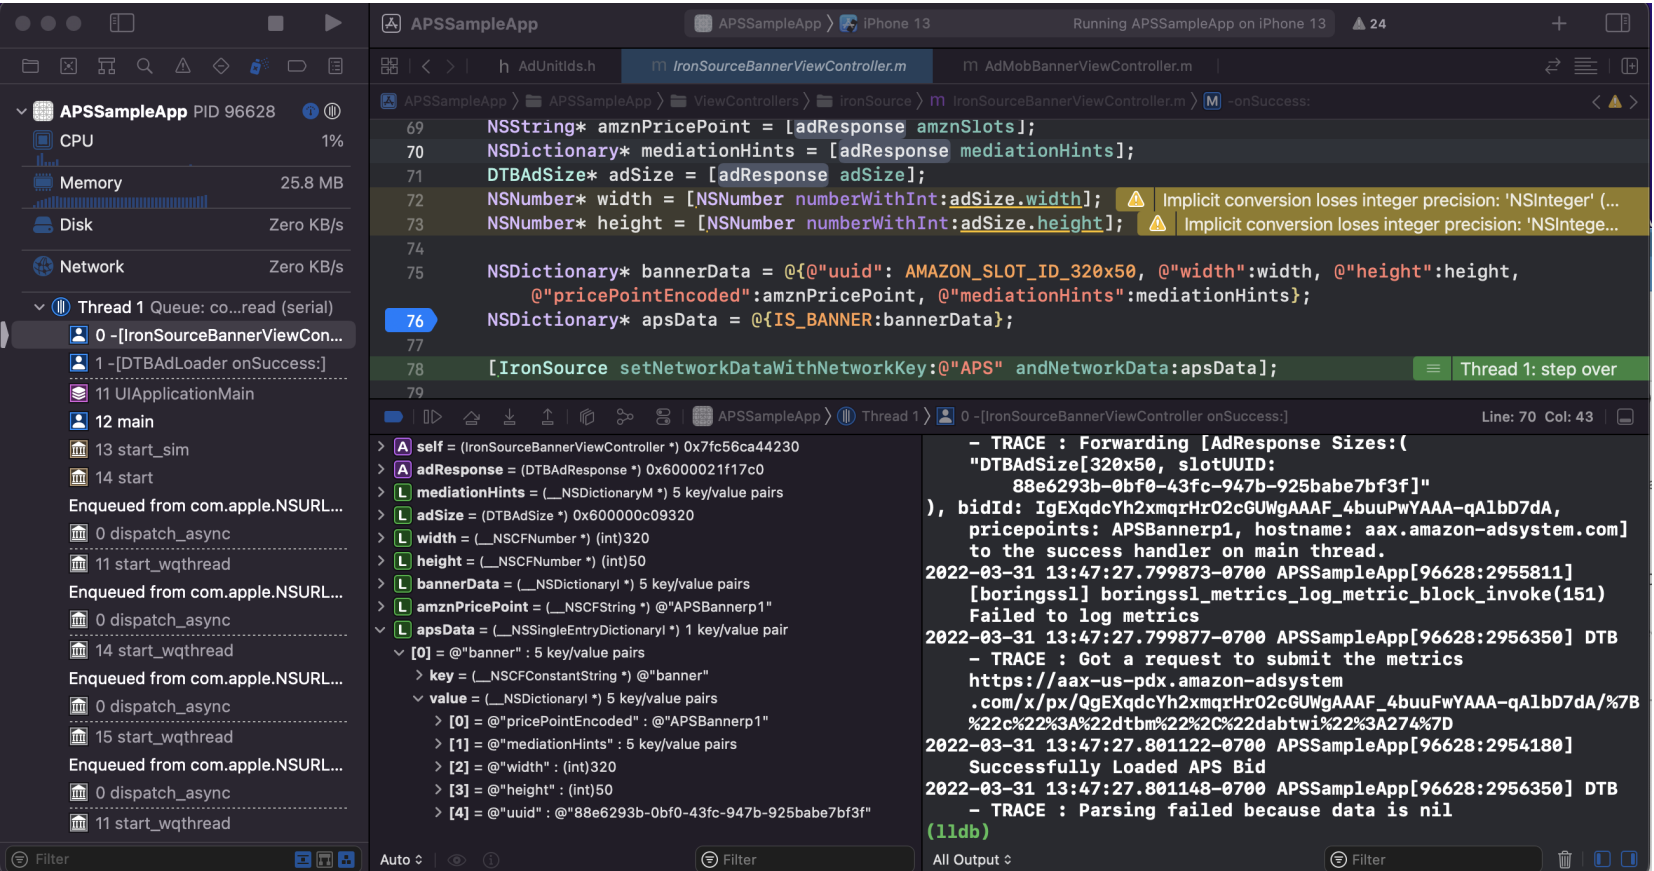 APSSampleApp
APSSampleApp 〉 iPhone 13
Running APSSampleApp on iPhone 13
24
AdUnitIds.h
IronSourceBannerViewController.m
AdMobBannerViewController.m
APSSampleApp 〉 APSSampleApp 〉 ViewControllers 〉 ironSource 〉 IronSourceBannerViewController.m 〉 M -onSuccess:
APSSampleApp PID 96628
CPU 1%
Memory 25.8 MB
Disk Zero KB/s
Network Zero KB/s
Thread 1 Queue: co...read (serial)
0 -[IronSourceBannerViewCon...
1 -[DTBAdLoader onSuccess:]
11 UIApplicationMain
12 main
13 start_sim
14 start
Enqueued from com.apple.NSURL...
0 dispatch_async
11 start_wqthread
Enqueued from com.apple.NSURL...
0 dispatch_async
14 start_wqthread
Enqueued from com.apple.NSURL...
0 dispatch_async
15 start_wqthread
Enqueued from com.apple.NSURL...
0 dispatch_async
11 start_wqthread
Filter
69 NSString* amznPricePoint = [adResponse amznSlots];
70 NSDictionary* mediationHints = [adResponse mediationHints];
71 DTBAdSize* adSize = [adResponse adSize];
72 NSNumber* width = [NSNumber numberWithInt:adSize.width]; Implicit conversion loses integer precision: 'NSInteger' (...
73 NSNumber* height = [NSNumber numberWithInt:adSize.height]; Implicit conversion loses integer precision: 'NSIntege...
74
75 NSDictionary* bannerData = @{@"uuid": AMAZON_SLOT_ID_320x50, @"width":width, @"height":height,
@"pricePointEncoded":amznPricePoint, @"mediationHints":mediationHints};
76 NSDictionary* apsData = @{IS_BANNER:bannerData};
77
78 [IronSource setNetworkDataWithNetworkKey:@"APS" andNetworkData:apsData]; Thread 1: step over
79
APSSampleApp 〉 Thread 1 〉 0 -[IronSourceBannerViewController onSuccess:]
Line: 70 Col: 43
A self = (IronSourceBannerViewController *) 0x7fc56ca44230
A adResponse = (DTBAdResponse *) 0x6000021f17c0
L mediationHints = (__NSDictionaryM *) 5 key/value pairs
L adSize = (DTBAdSize *) 0x600000c09320
L width = (__NSCFNumber *) (int)320
L height = (__NSCFNumber *) (int)50
L bannerData = (__NSDictionaryI *) 5 key/value pairs
L amznPricePoint = (__NSCFString *) @"APSBannerp1"
L apsData = (__NSSingleEntryDictionaryI *) 1 key/value pair
[0] = @"banner" : 5 key/value pairs
key = (__NSCFConstantString *) @"banner"
value = (__NSDictionaryI *) 5 key/value pairs
[0] = @"pricePointEncoded" : @"APSBannerp1"
[1] = @"mediationHints" : 5 key/value pairs
[2] = @"width" : (int)320
[3] = @"height" : (int)50
[4] = @"uuid" : @"88e6293b-0bf0-43fc-947b-925babe7bf3f"
Auto
Filter
- TRACE : Forwarding [AdResponse Sizes:(
"DTBAdSize[320x50, slotUUID:
88e6293b-0bf0-43fc-947b-925babe7bf3f]"
), bidId: IgEXqdcYh2xmqrHrO2cGUWgAAAF_4buuPwYAAA-qAlbD7dA,
pricepoints: APSBannerp1, hostname: aax.amazon-adsystem.com]
to the success handler on main thread.
2022-03-31 13:47:27.799873-0700 APSSampleApp[96628:2955811]
[boringssl] boringssl_metrics_log_metric_block_invoke(151)
Failed to log metrics
2022-03-31 13:47:27.799877-0700 APSSampleApp[96628:2956350] DTB
- TRACE : Got a request to submit the metrics
https://aax-us-pdx.amazon-adsystem
.com/x/px/QgEXqdcYh2xmqrHrO2cGUWgAAAF_4buuFwYAAA-qAlbD7dA/%7B
%22c%22%3A%22dtbm%22%2C%22dabtwi%22%3A274%7D
2022-03-31 13:47:27.801122-0700 APSSampleApp[96628:2954180]
Successfully Loaded APS Bid
2022-03-31 13:47:27.801148-0700 APSSampleApp[96628:2956350] DTB
- TRACE : Parsing failed because data is nil
(lldb)
All Output
Filter